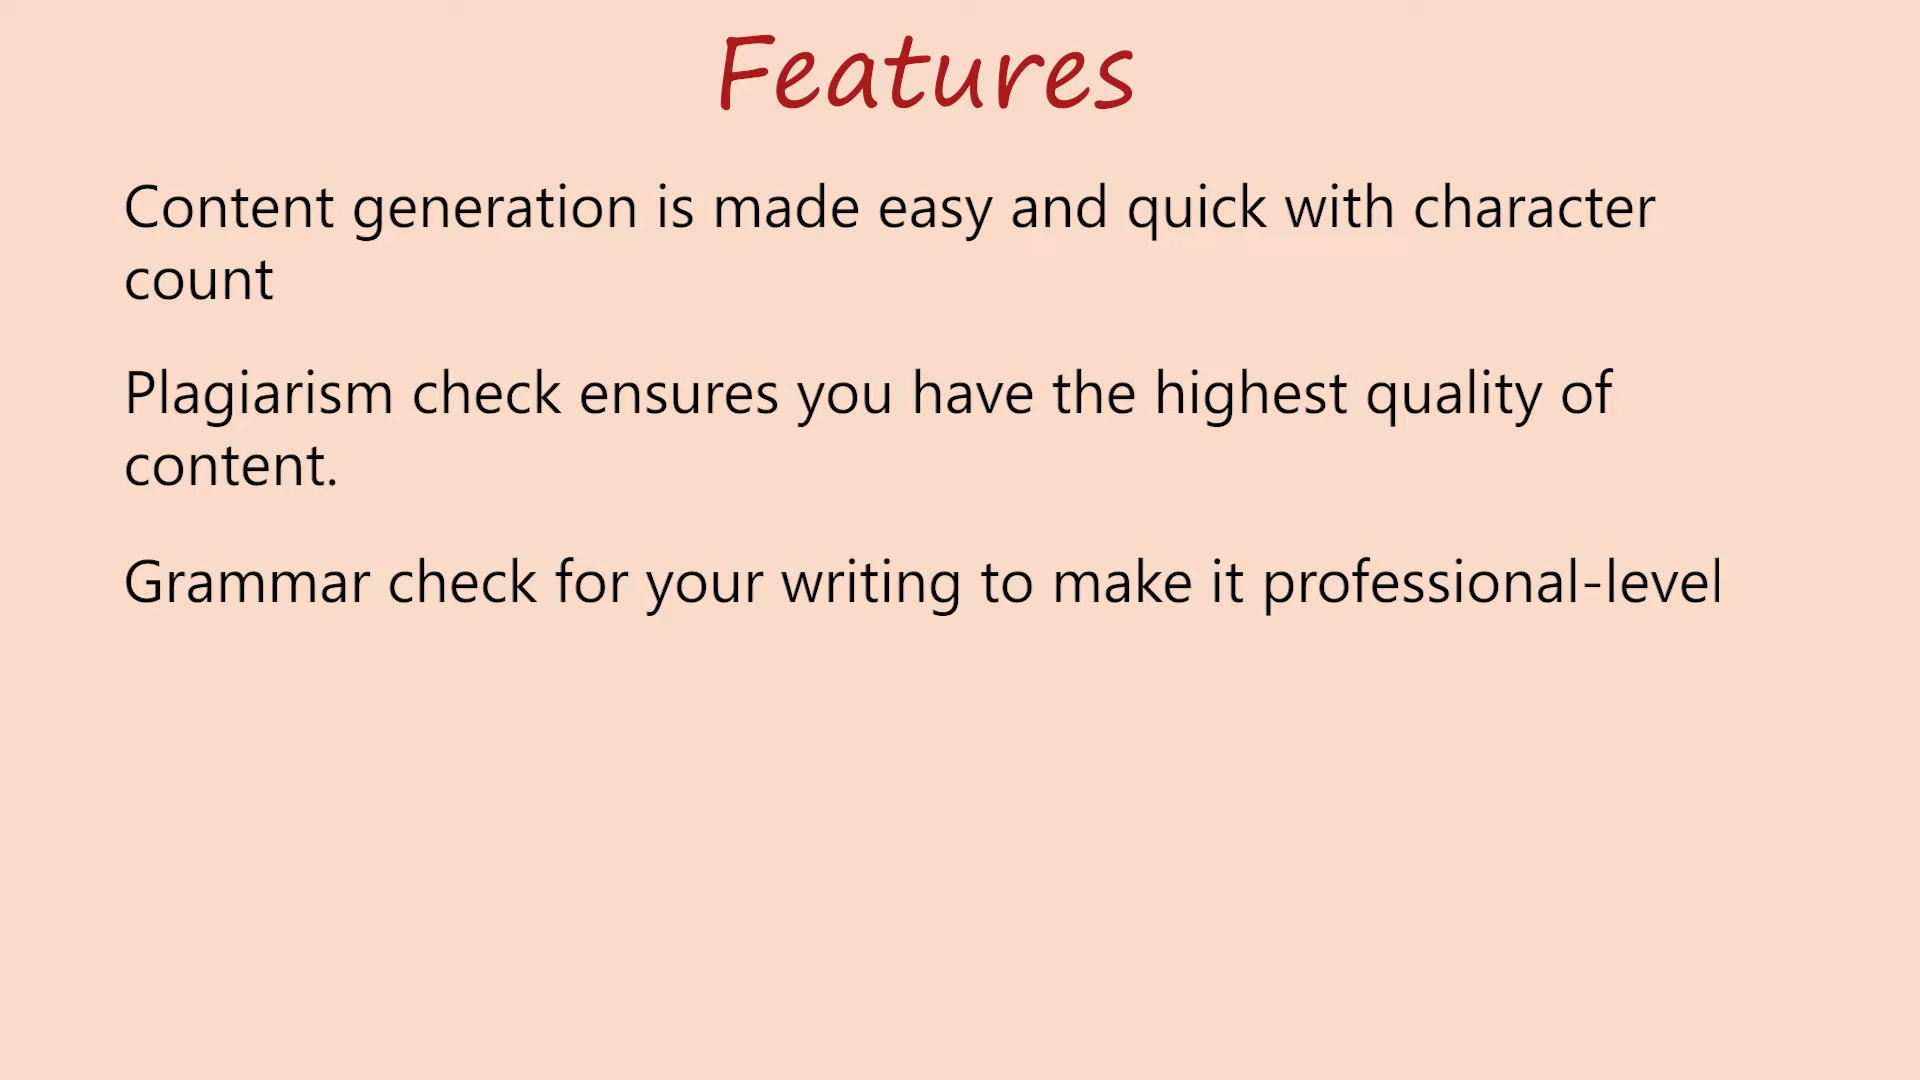 Features
Content generation is made easy and quick with character
count
Plagiarism check ensures you have the highest quality of
content.
Grammar check for your writing to make it professional-level